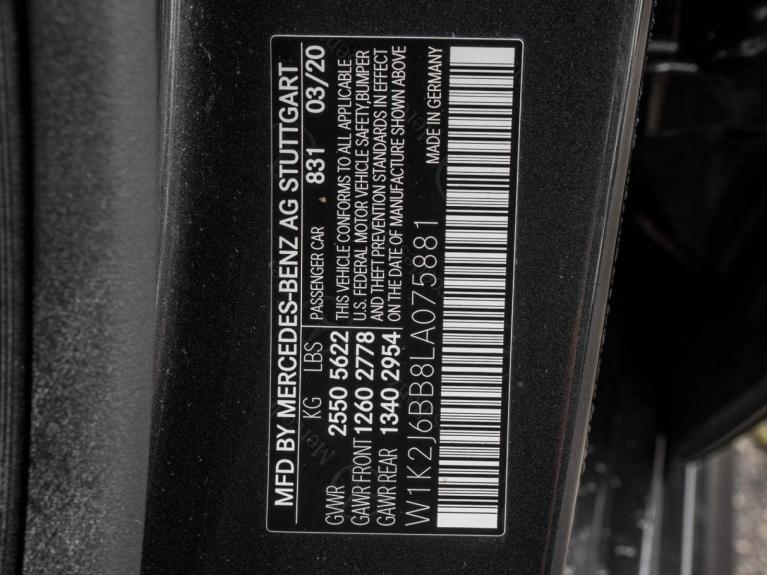 MFD BY MERCEDES-BENZ AG STUTTGART
KG LBS
GVWR 2550 5622
GAWR FRONT 1260 2778
GAWR REAR 1340 2954
PASSENGER CAR 831 03/20
THIS VEHICLE CONFORMS TO ALL APPLICABLE
U.S. FEDERAL MOTOR VEHICLE SAFETY,BUMPER
AND THEFT PREVENTION STANDARDS IN EFFECT
ON THE DATE OF MANUFACTURE SHOWN ABOVE
W1K2J6BB8LA075881
MADE IN GERMANY